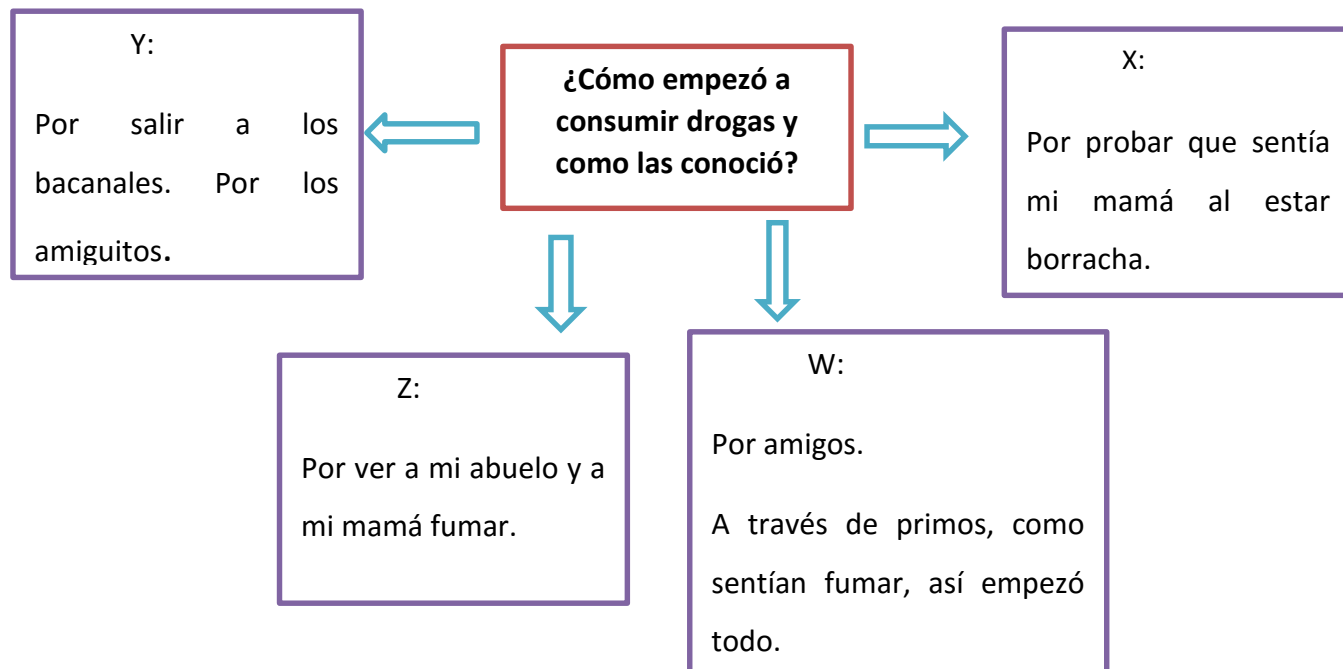 ¿Cómo empezó a
consumir drogas y
como las conoció?
Y:
Por salir a los
bacanales. Por los
amiguitos.
X:
Por probar que sentía
mi mamá al estar
borracha.
Z:
Por ver a mi abuelo y a
mi mamá fumar.
W:
Por amigos.
A través de primos, como
sentían fumar, así empezó
todo.